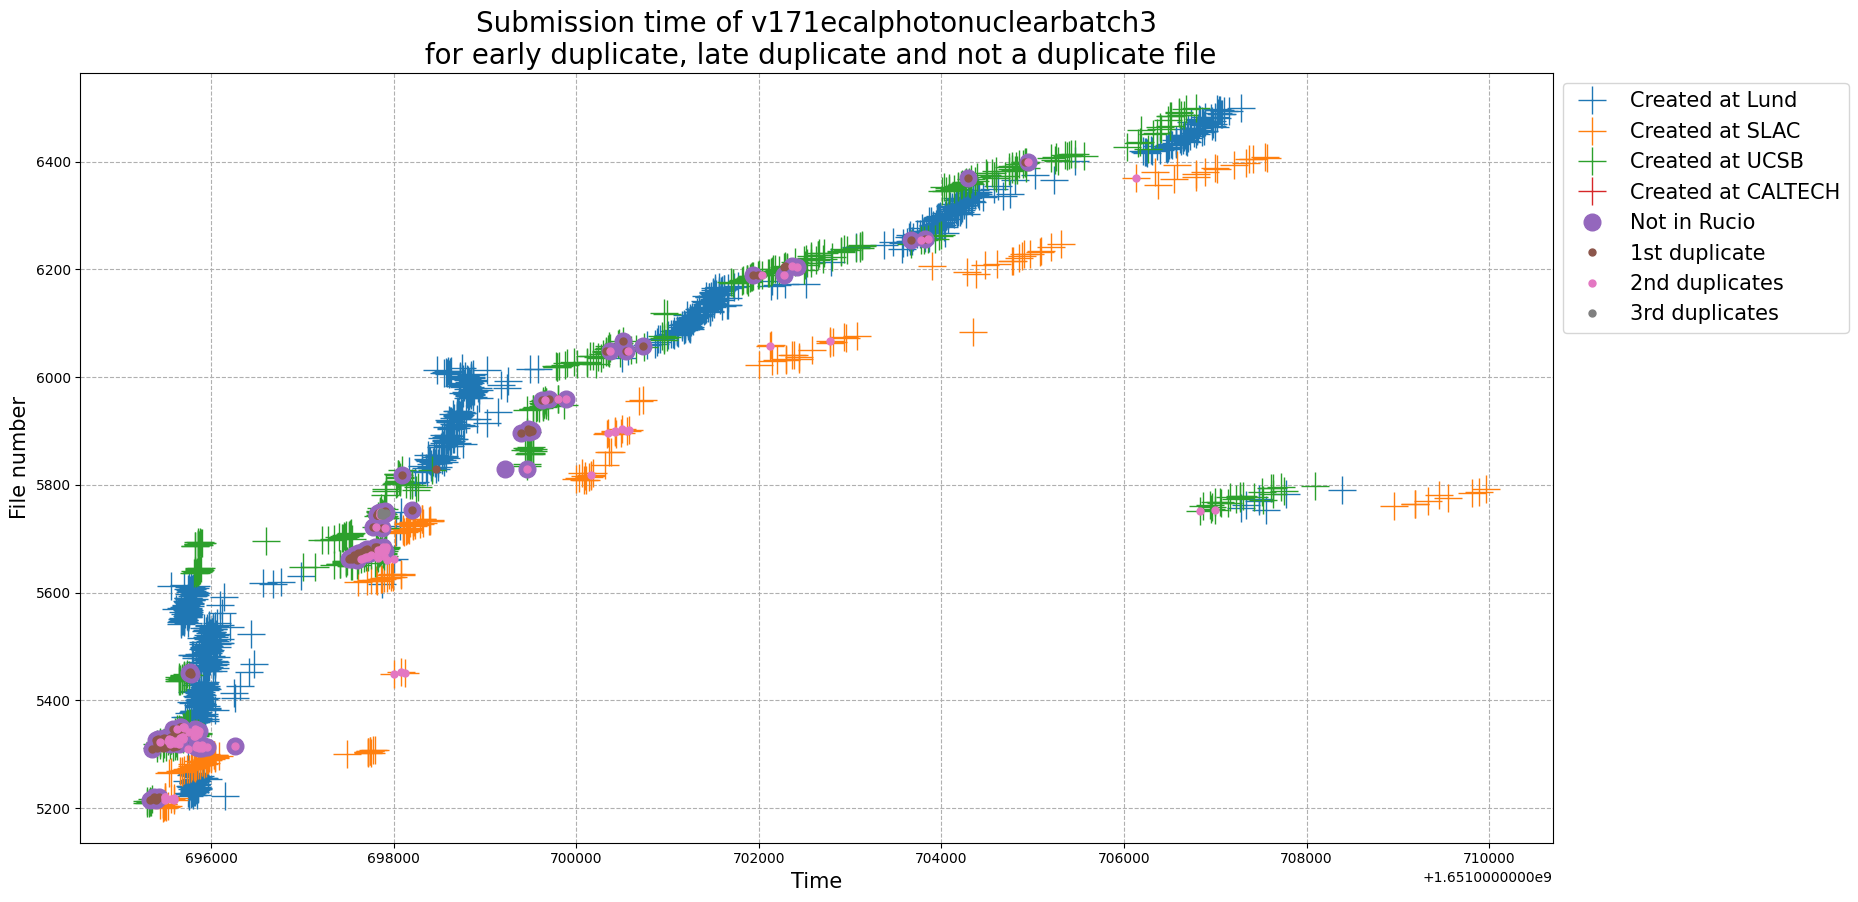 Submission time of v171ecalphotonuclearbatch3
for early duplicate, late duplicate and not a duplicate file
Created at Lund
Created at SLAC
Created at UCSB
Created at CALTECH
Not in Rucio
1st duplicate
2nd duplicates
3rd duplicates
File number
6400
6200
6000
5800
5600
5400
5200
696000 698000 700000 702000 704000 706000 708000 710000
Time
+1.6510000000e9